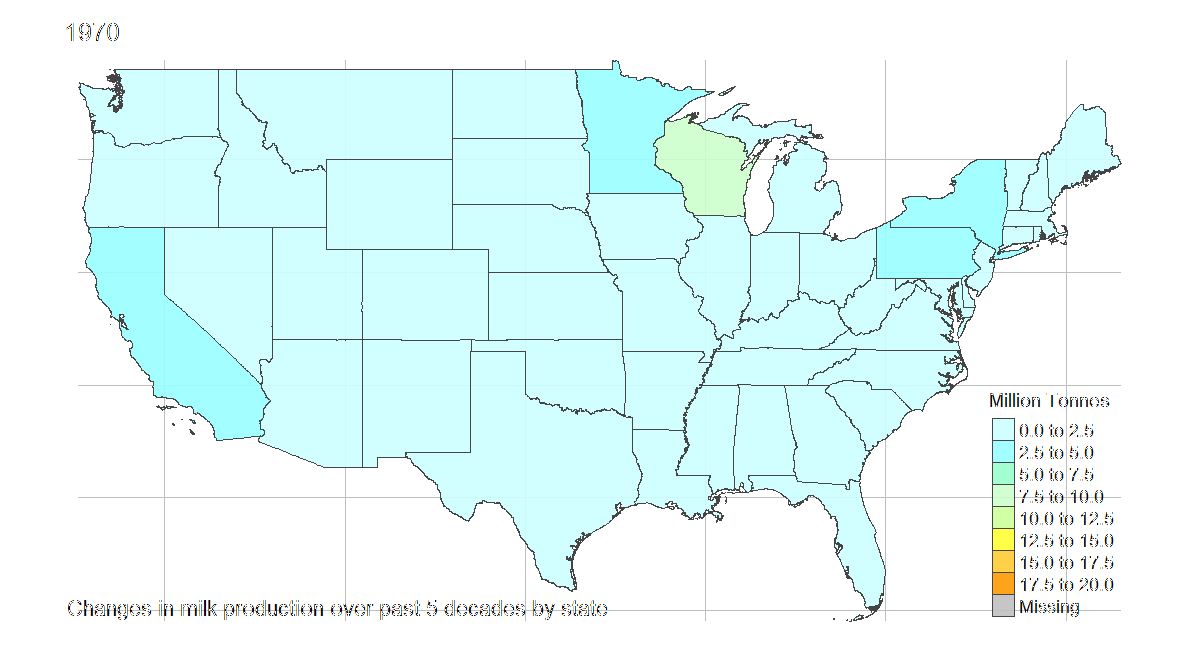 1970
Million Tonnes
0.0 to 2.5
2.5 to 5.0
5.0 to 7.5
7.5 to 10.0
10.0 to 12.5
12.5 to 15.0
15.0 to 17.5
17.5 to 20.0
Missing
Changes in milk production over past 5 decades by state